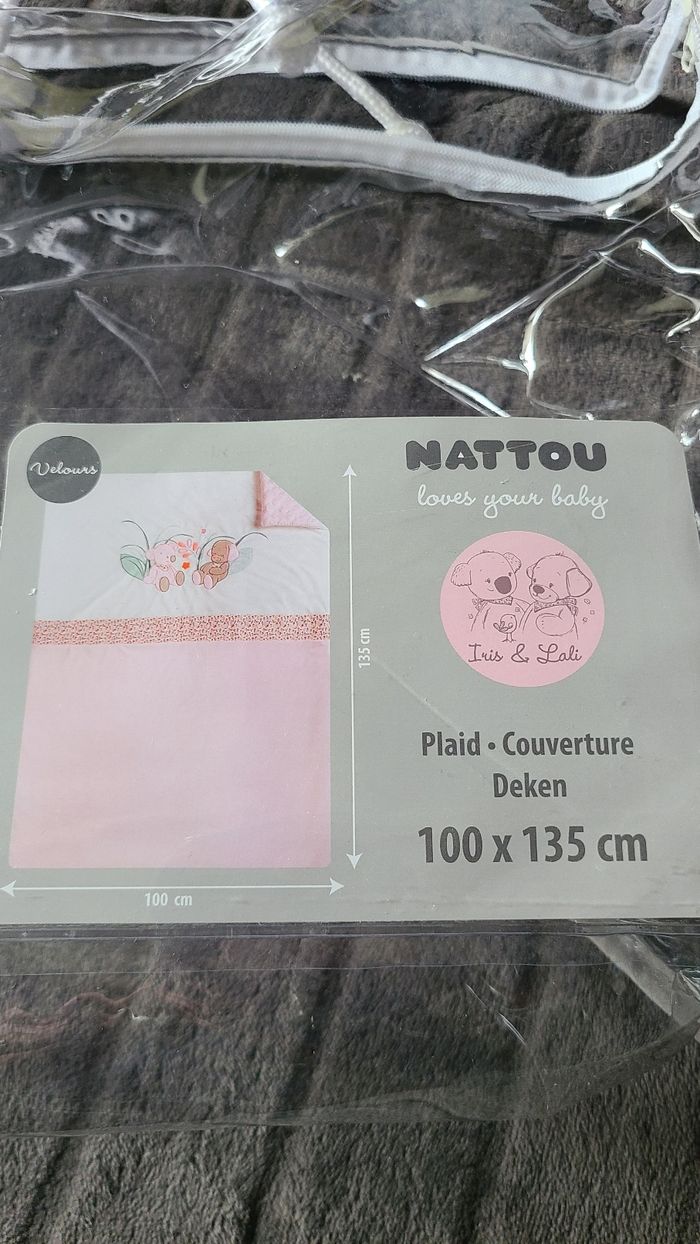 Velours
NATTOU
loves your baby
135 cm
Iris & Lali
Plaid • Couverture
Deken
100 x 135 cm
100 cm